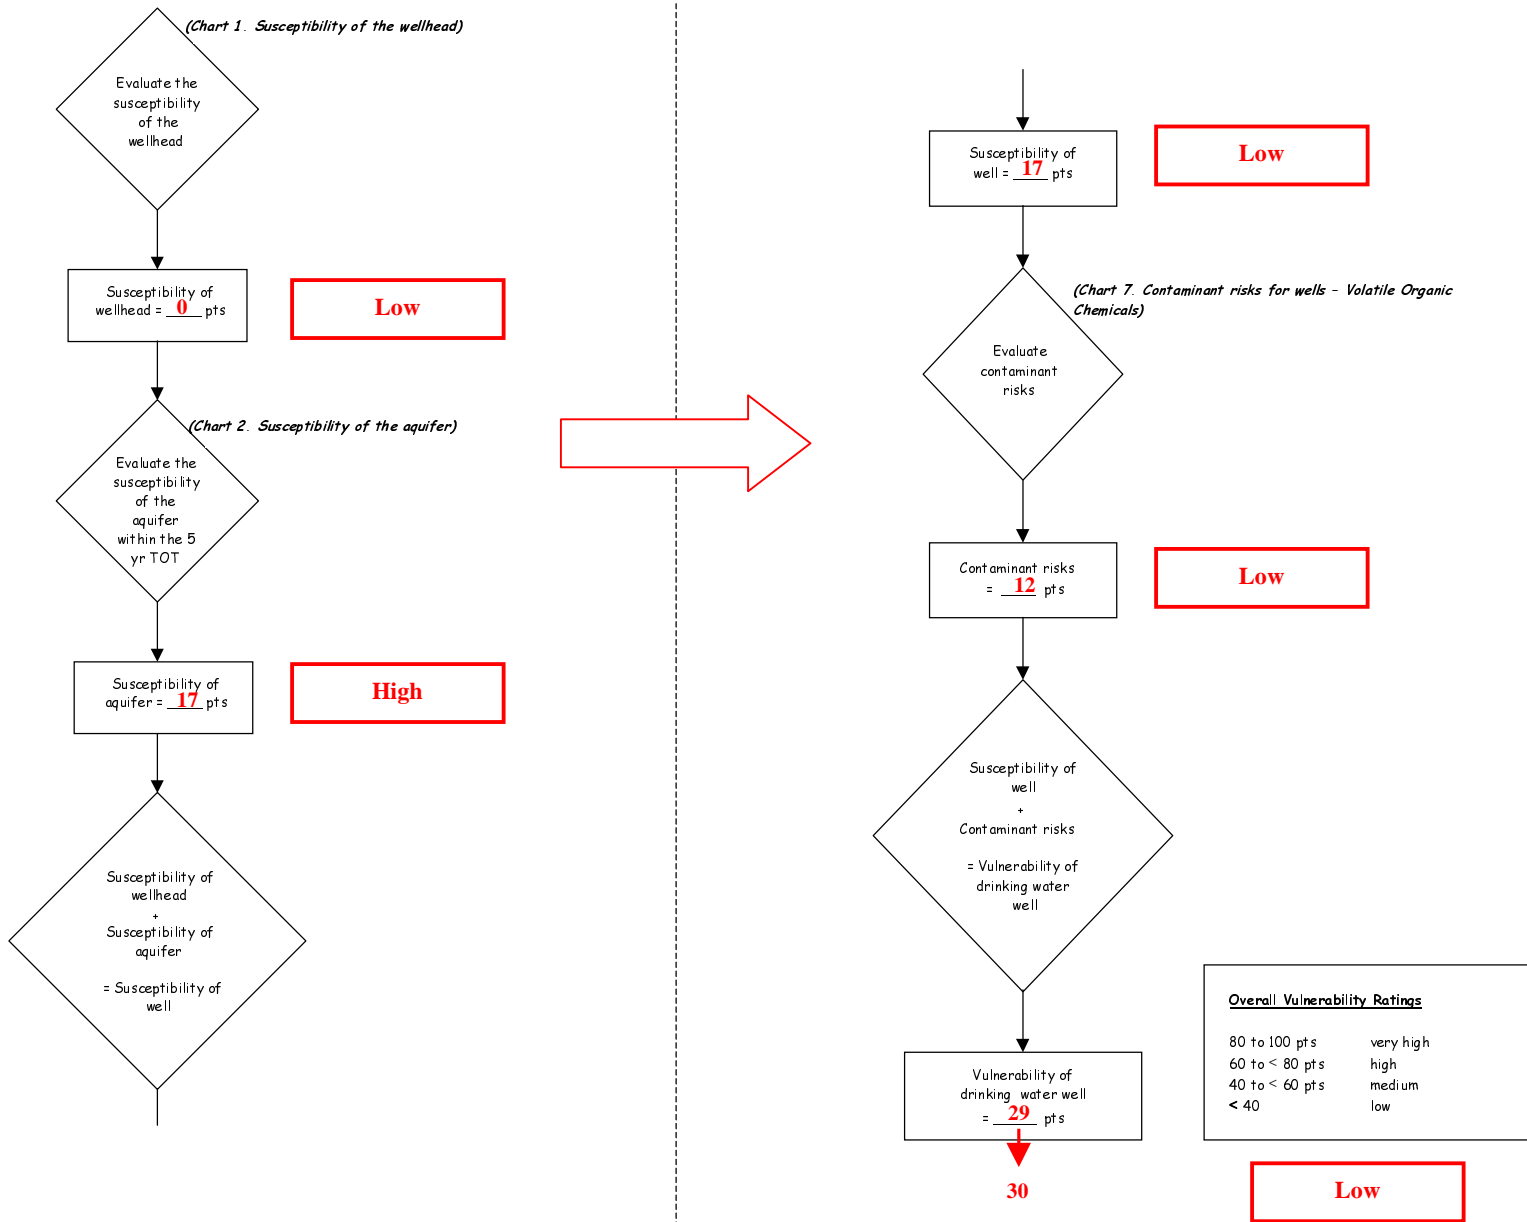 (Chart 1. Susceptibility of the wellhead)
Evaluate the
susceptibility
of the
wellhead
Susceptibility of
wellhead = 0 pts
Low
(Chart 2. Susceptibility of the aquifer)
Evaluate the
susceptibility
of the
aquifer
within the 5
yr TOT
Susceptibility of
aquifer = 17 pts
High
Susceptibility of
wellhead
+
Susceptibility of
aquifer
= Susceptibility of
well
Susceptibility of
well = 17 pts
Low
(Chart 7. Contaminant risks for wells – Volatile Organic
Chemicals)
Evaluate
contaminant
risks
Contaminant risks
= 12 pts
Low
Susceptibility of
well
+
Contaminant risks
= Vulnerability of
drinking water
well
Vulnerability of
drinking water well
= 29 pts
30
Overall Vulnerability Ratings
80 to 100 pts very high
60 to < 80 pts high
40 to < 60 pts medium
< 40 low
Low